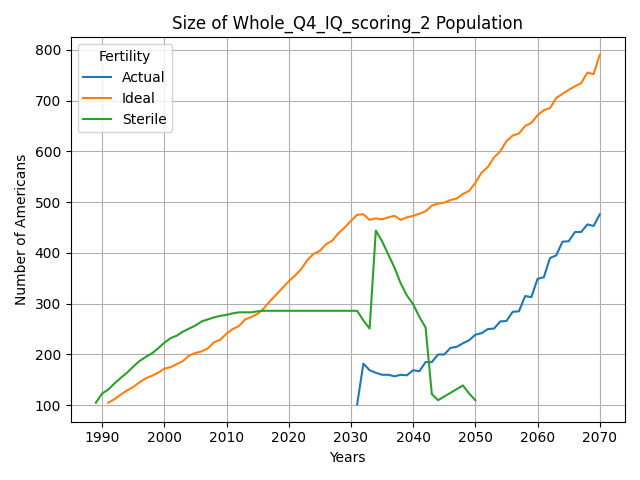 Size of Whole_Q4_IQ_scoring_2 Population
Fertility
Actual
Ideal
Sterile
Number of Americans
800
700
600
500
400
300
200
100
1990
2000
2010
2020
2030
2040
2050
2060
2070
Years